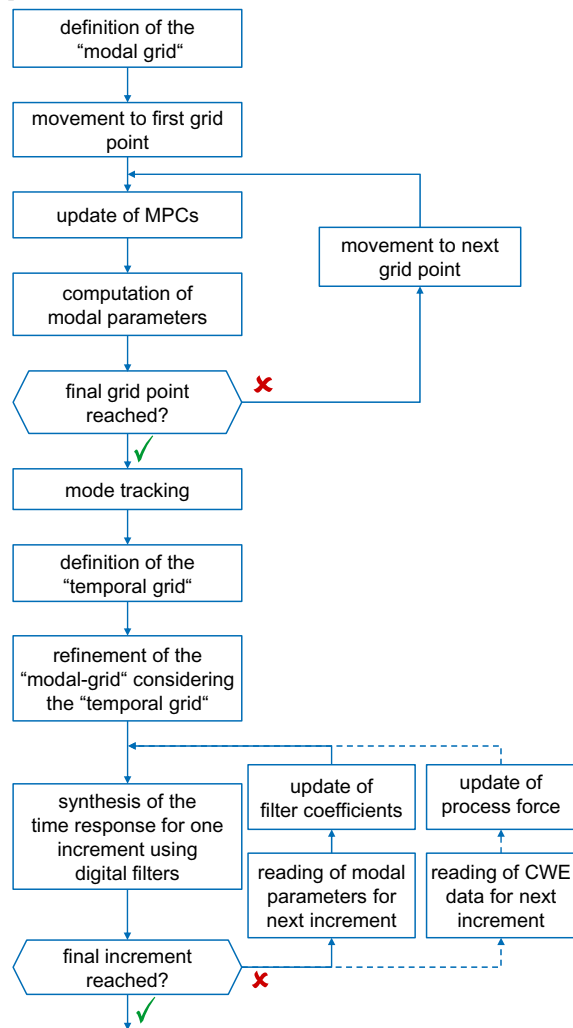 definition of the
“modal grid“
movement to first grid
point
update of MPCs
movement to next
grid point
computation of
modal parameters
final grid point
reached?
mode tracking
definition of the
“temporal grid“
refinement of the
“modal-grid“ considering
the “temporal grid“
synthesis of the
time response for one
increment using
digital filters
update of
filter coefficients
update of
process force
reading of modal
parameters for
next increment
reading of CWE
data for next
increment
final increment
reached?